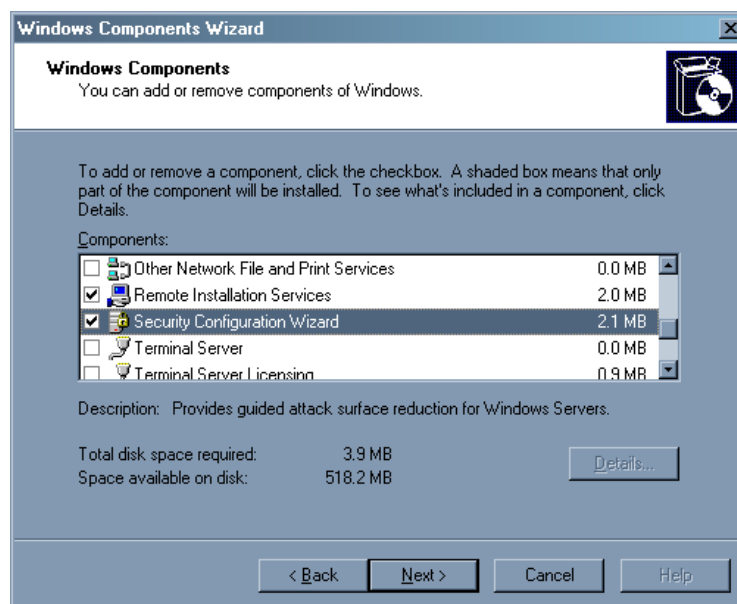 Windows Components Wizard
Windows Components
You can add or remove components of Windows.
To add or remove a component, click the checkbox. A shaded box means that only
part of the component will be installed. To see what's included in a component, click
Details.
Components:
Other Network File and Print Services 0.0 MB
Remote Installation Services 2.0 MB
Security Configuration Wizard 2.1 MB
Terminal Server 0.0 MB
Terminal Server Licensing 0.9 MB
Description: Provides guided attack surface reduction for Windows Servers.
Total disk space required: 3.9 MB
Space available on disk: 518.2 MB
Details...
< Back Next > Cancel Help